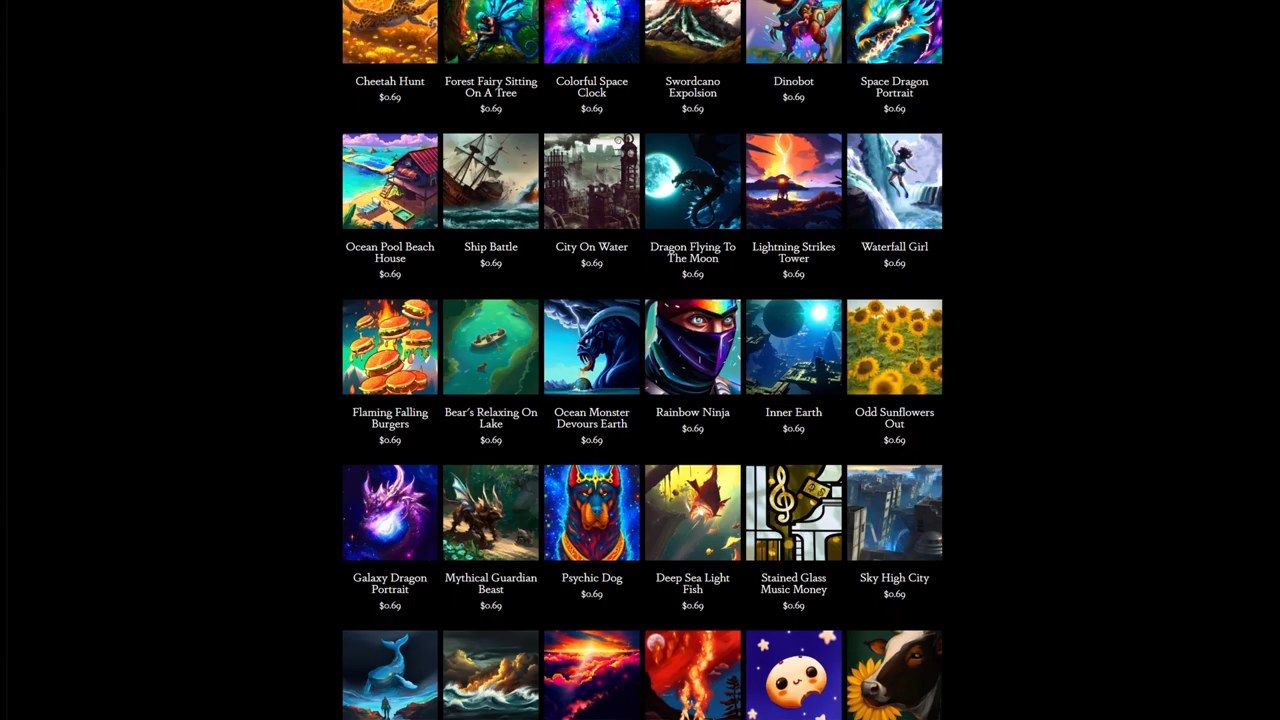 Cheetah Hunt
$0.69
Forest Fairy Sitting
On A Tree
$0.69
Colorful Space
Clock
$0.69
Swordcano
Expolsion
$0.69
Dinobot
$0.69
Space Dragon
Portrait
$0.69
Ocean Pool Beach
House
$0.69
Ship Battle
$0.69
City On Water
$0.69
Dragon Flying To
The Moon
$0.69
Lightning Strikes
Tower
$0.69
Waterfall Girl
$0.69
Flaming Falling
Burgers
$0.69
Bear's Relaxing On
Lake
$0.69
Ocean Monster
Devours Earth
$0.69
Rainbow Ninja
$0.69
Inner Earth
$0.69
Odd Sunflowers
Out
$0.69
Galaxy Dragon
Portrait
$0.69
Mythical Guardian
Beast
$0.69
Psychic Dog
$0.69
Deep Sea Light
Fish
$0.69
Stained Glass
Music Money
$0.69
Sky High City
$0.69